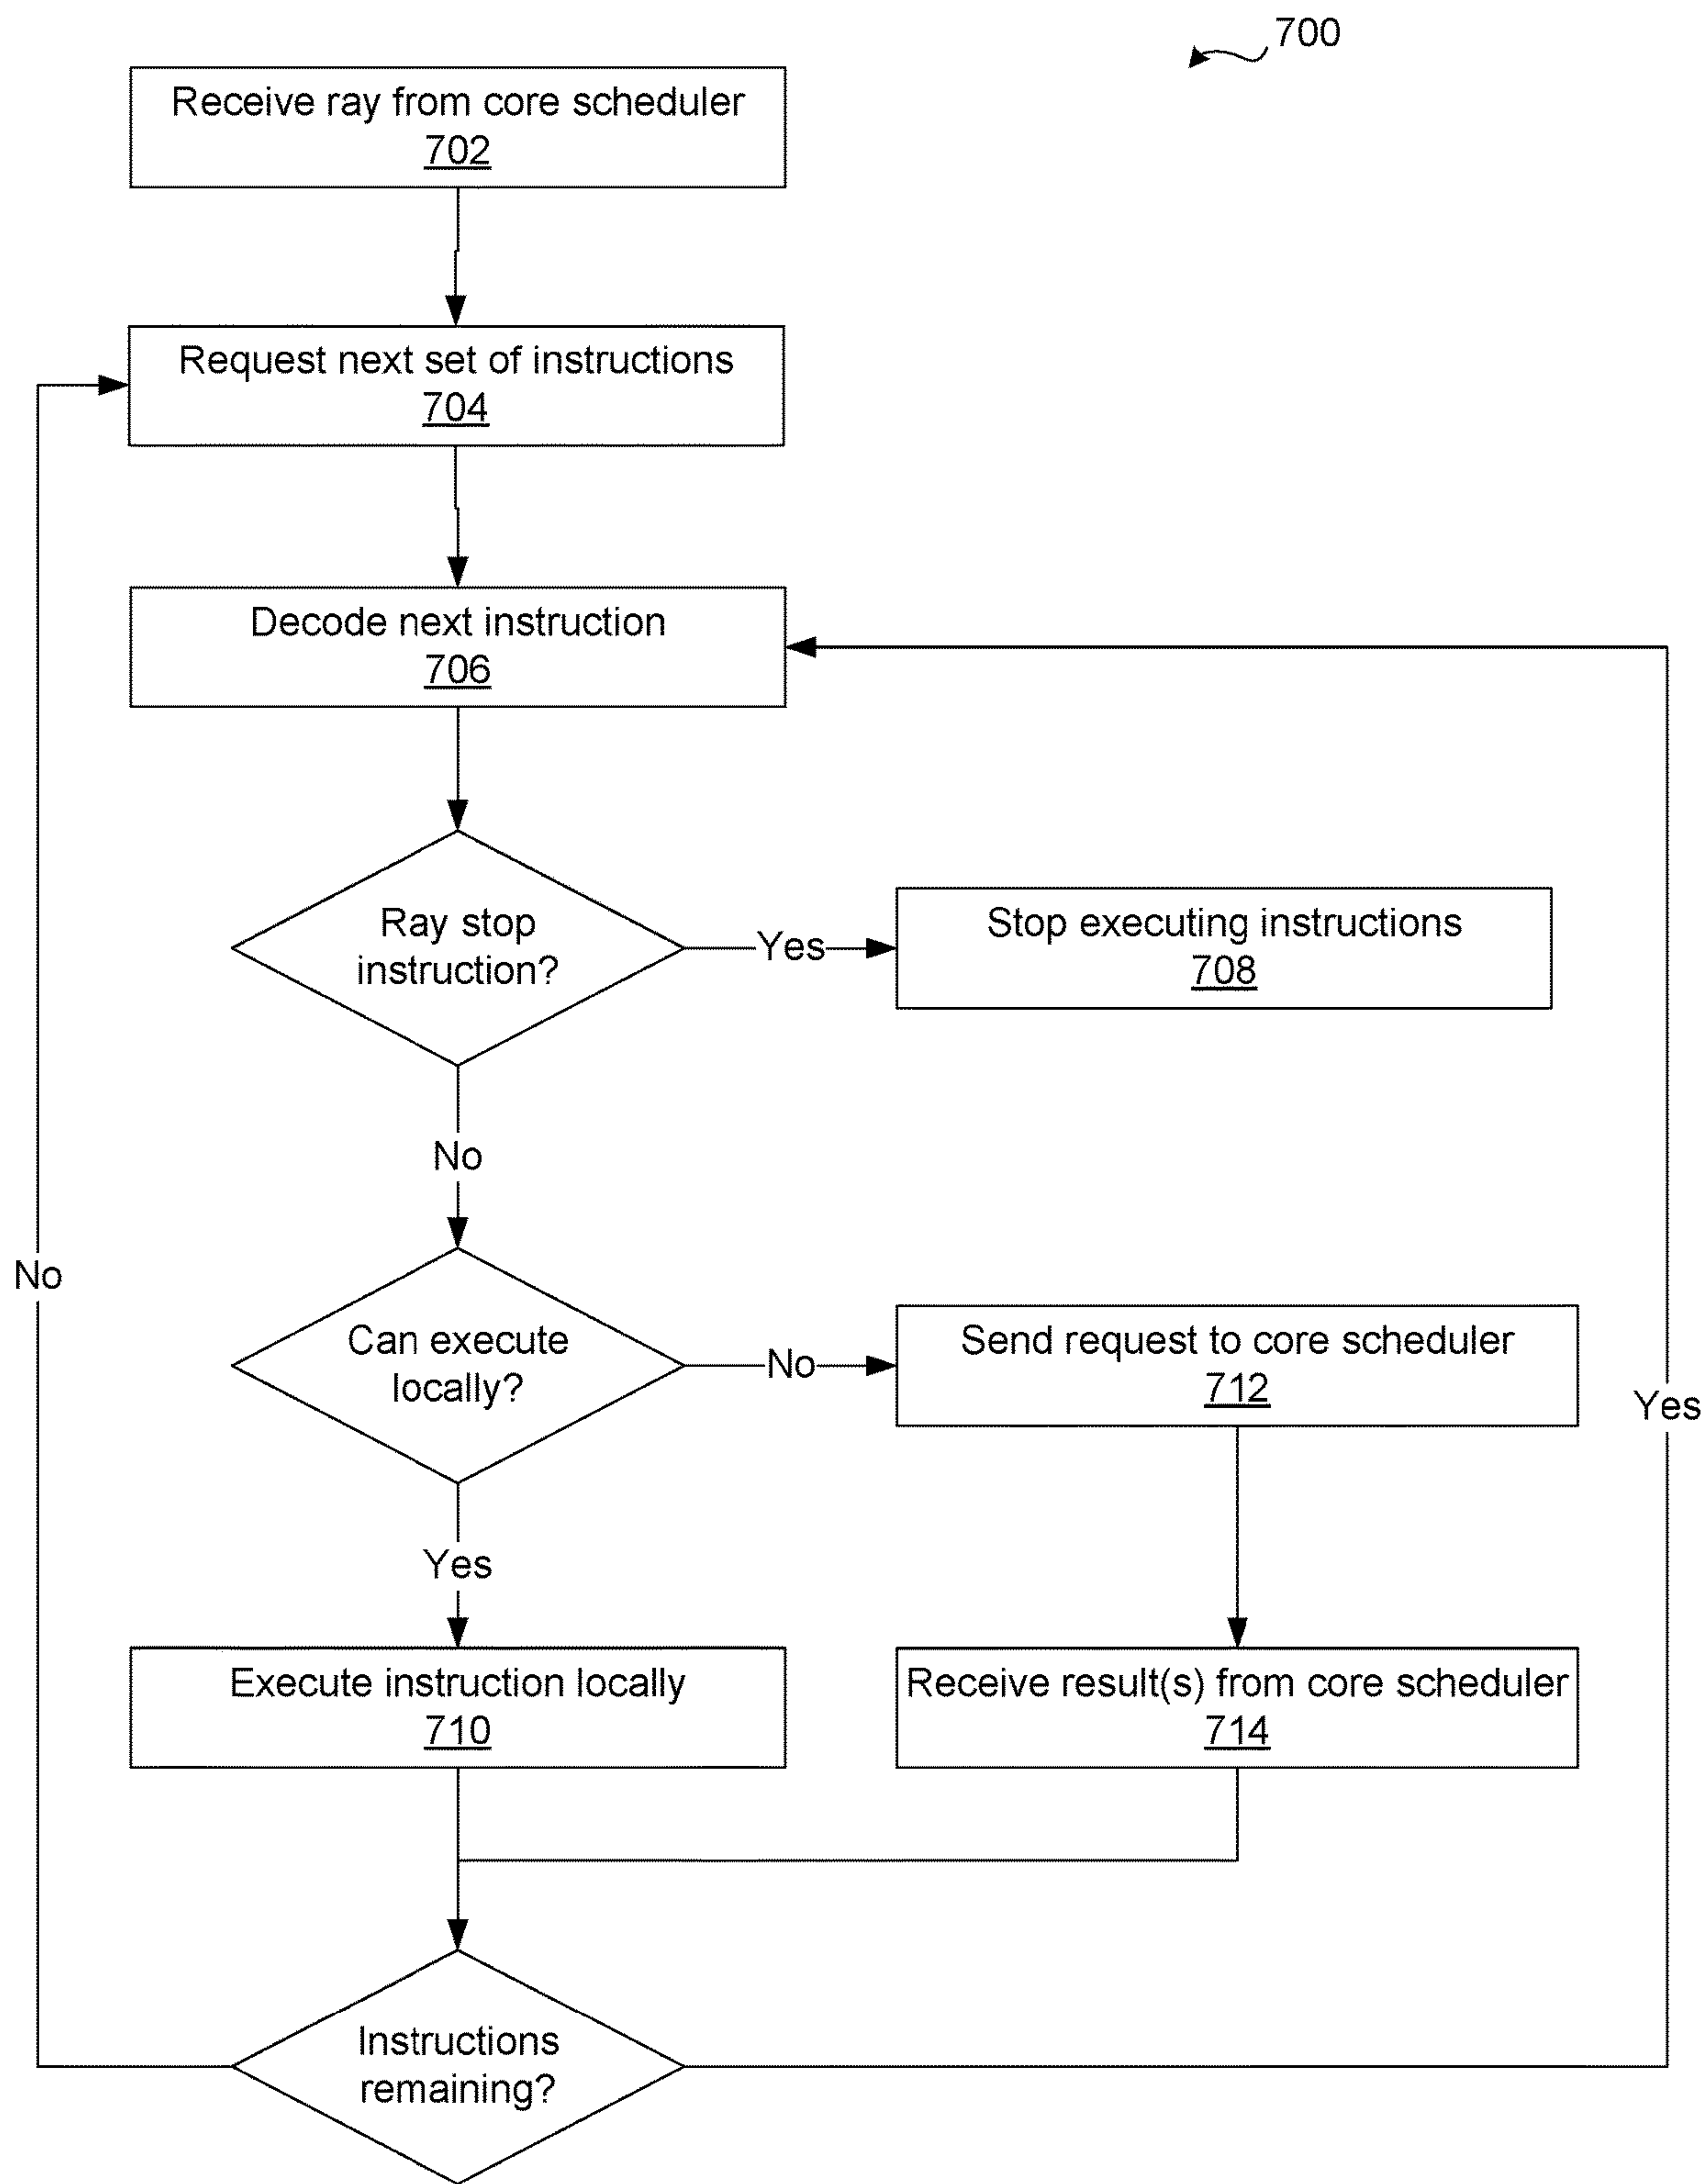 700
Receive ray from core scheduler
702
Request next set of instructions
704
Decode next instruction
706
Ray stop
instruction?
Yes
Stop executing instructions
708
No
No
Can execute
locally?
No
Send request to core scheduler
712
Yes
Yes
Execute instruction locally
710
Receive result(s) from core scheduler
714
Instructions
remaining?